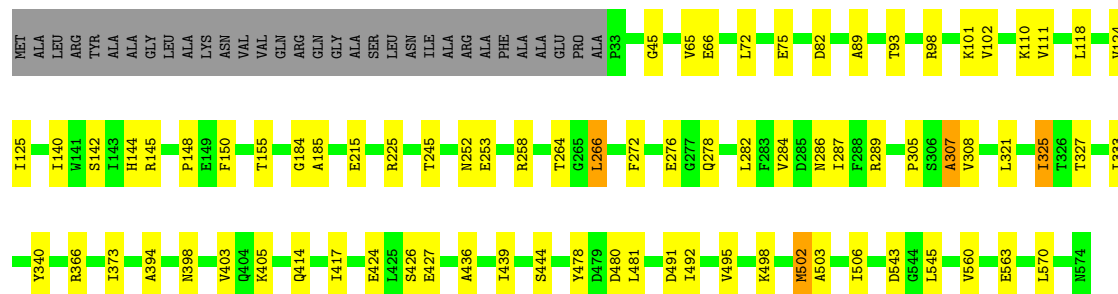 MET ALA LEU ARG TYR ALA ALA GLY LEU ALA LYS ASN VAL VAL GLN ARG GLN GLY ALA SER LEU ASN ILE ALA ARG ALA PHE ALA ALA GLU PRO ALA P33 G45 V65 E66 L72 E75 D82 A89 T93 R98 K101 V102 K110 V111 L118
I125 I140 W141 S142 I143 H144 R145 P148 E149 F150 T155 G184 A185 E215 R225 T245 N252 E253 R258 T264 G265 L266 F272 E276 G277 Q278 L282 F283 V284 D285 N286 I287 F288 R289 P305 S306 A307 V308 L321 I325 T326 T327
Y340 R366 I373 A394 N398 V403 Q404 K405 Q414 I417 E424 L425 S426 E427 A436 I439 S444 Y478 D479 D480 L481 D491 I492 V495 K498 M502 A503 I506 D543 G544 L545 V560 E563 L570 N574